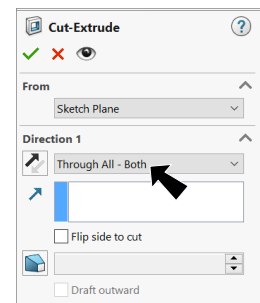 Cut-Extrude
?
From
Sketch Plane
Direction 1
Through All - Both
Flip side to cut
Draft outward